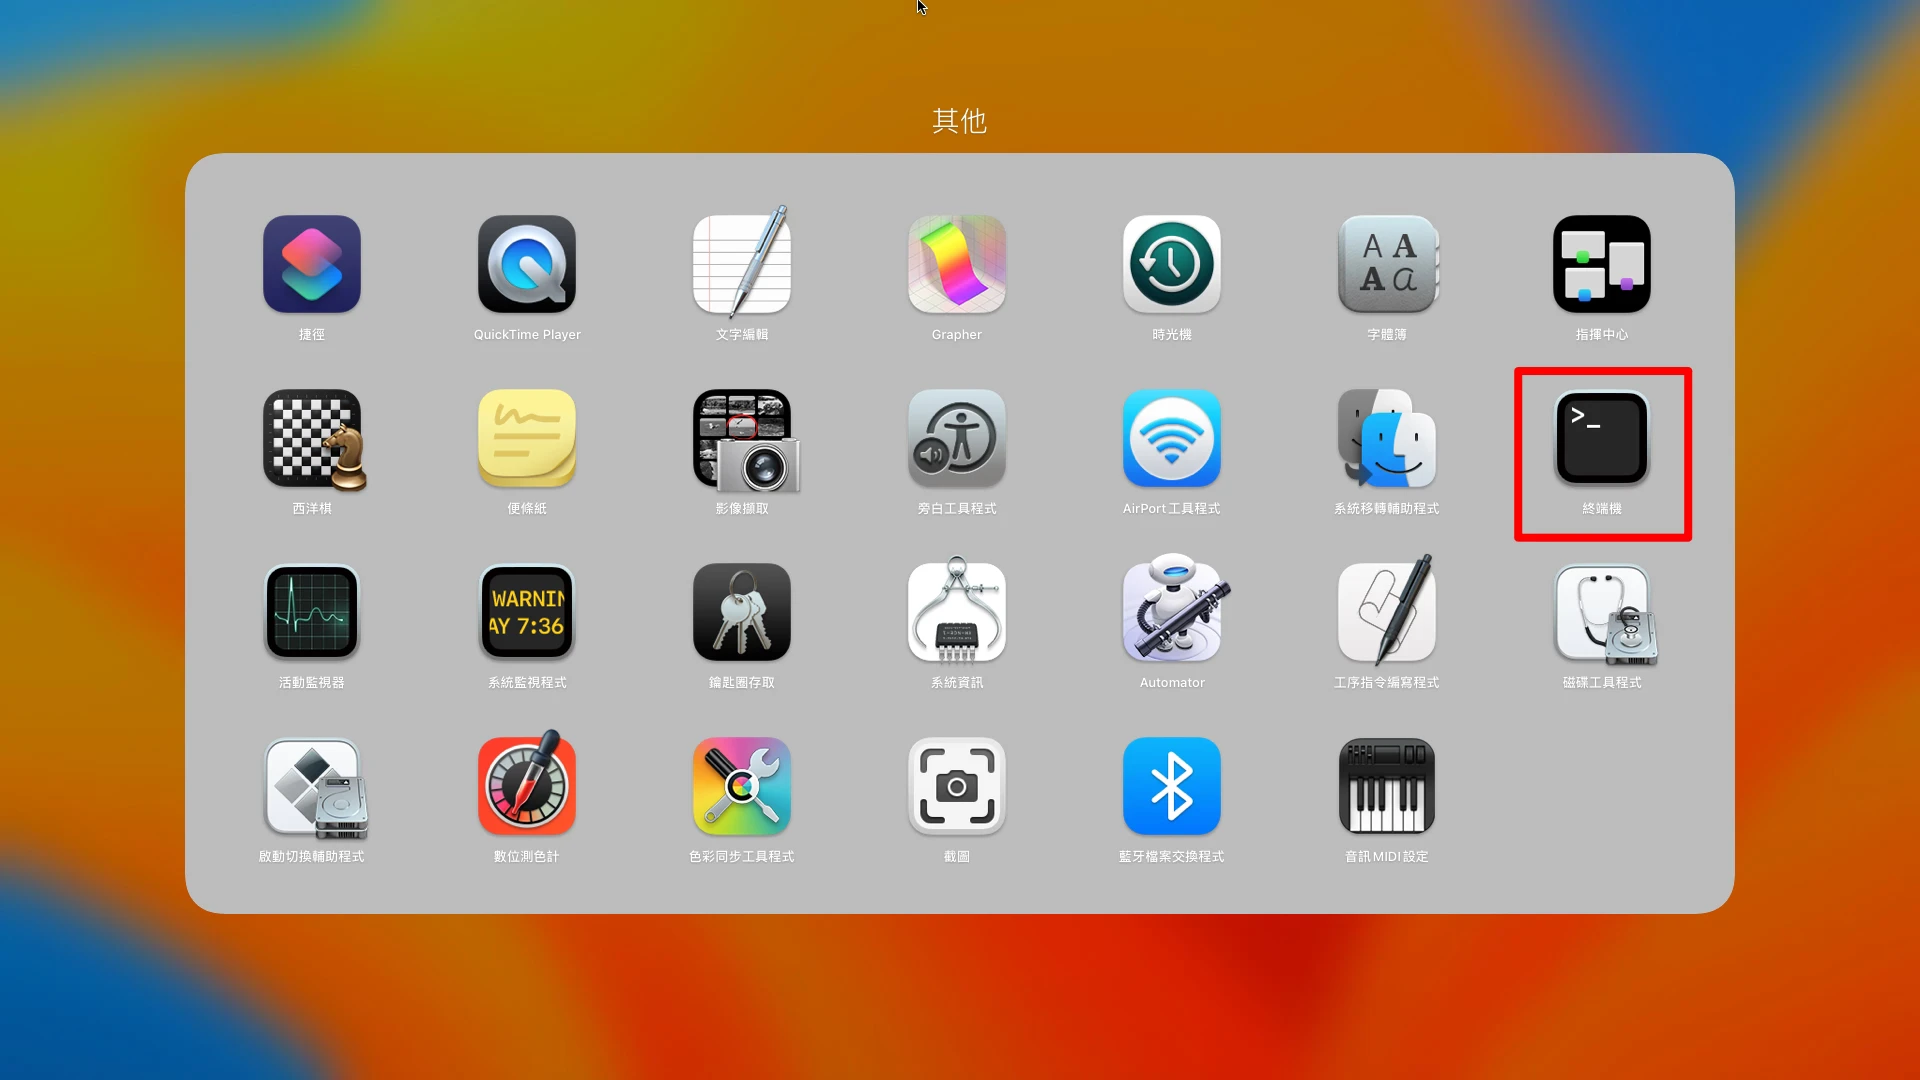 其他
捷徑
QuickTime Player
文字編輯
Grapher
時光機
字體簿
指揮中心
西洋棋
便條紙
影像擷取
旁白工具程式
AirPort工具程式
系統移轉輔助程式
>_
終端機
WARNIN
AY 7:36
活動監視器
系統監視程式
鑰匙圈存取
系統資訊
Automator
工序指令編寫程式
磁碟工具程式
啟動切換輔助程式
數位測色計
色彩同步工具程式
截圖
藍牙檔案交換程式
音訊MIDI設定